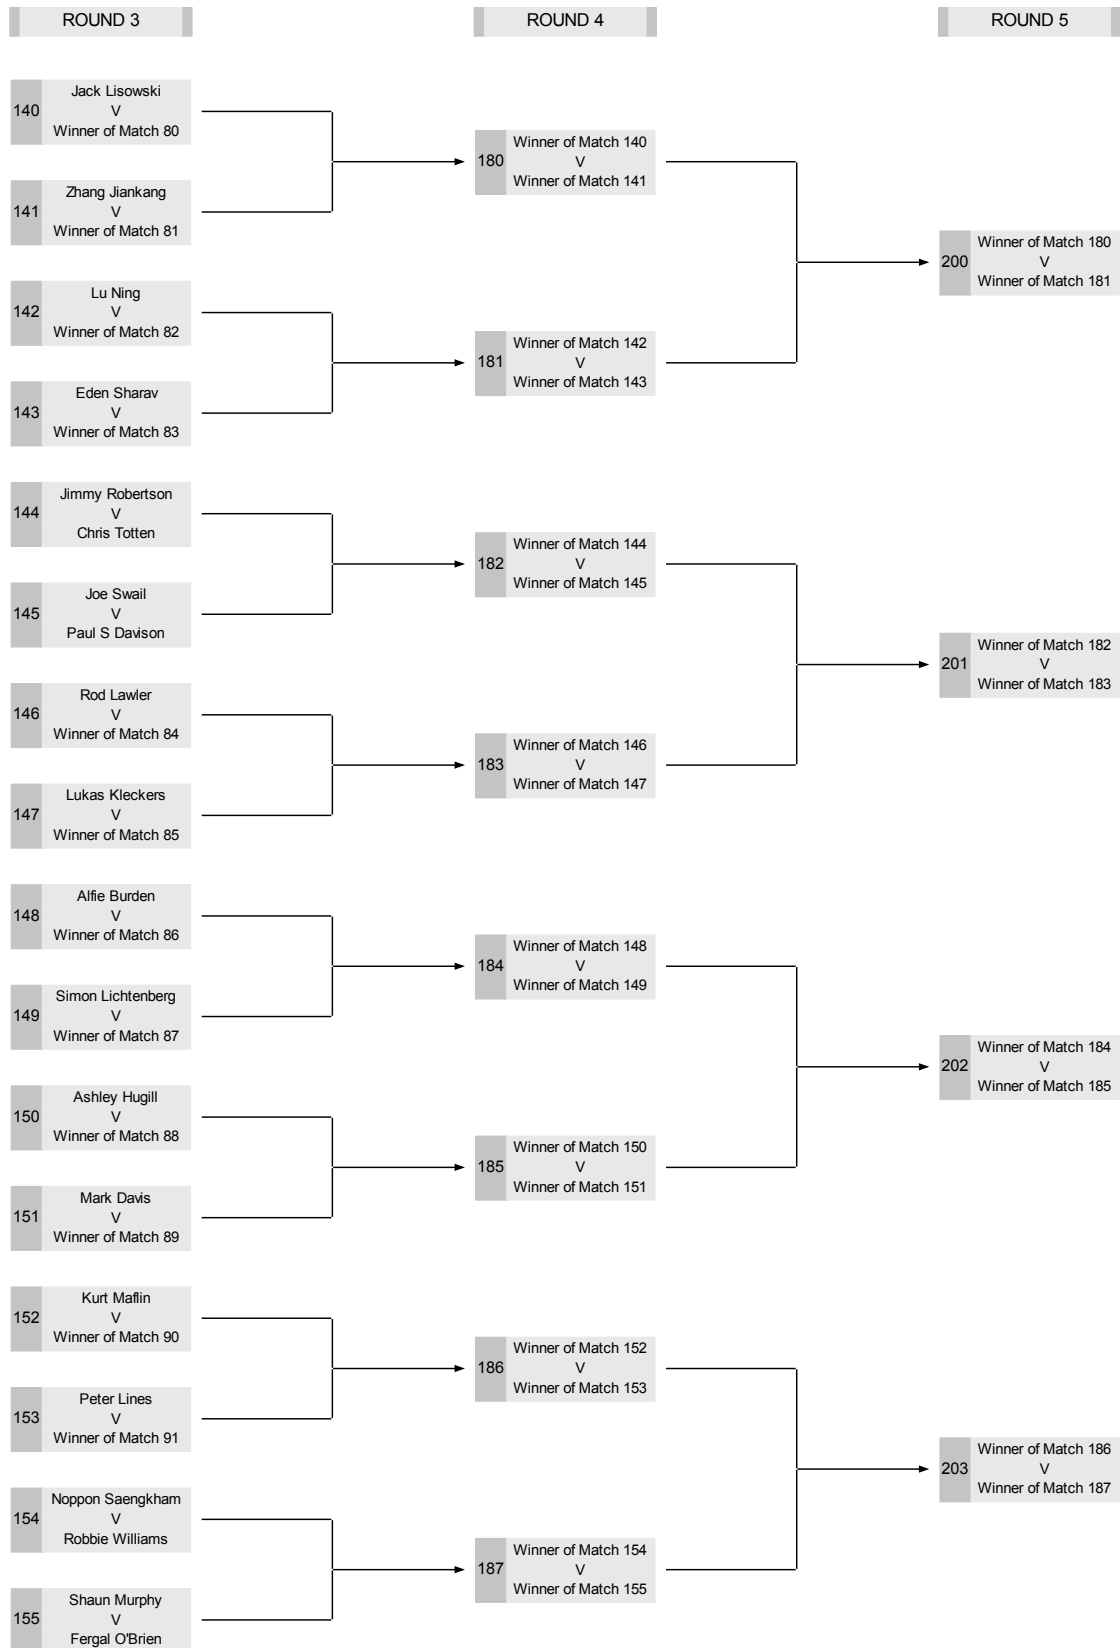 ROUND 3
ROUND 4
ROUND 5
140
Jack Lisowski
V
Winner of Match 80
141
Zhang Jiankang
V
Winner of Match 81
142
Lu Ning
V
Winner of Match 82
143
Eden Sharav
V
Winner of Match 83
144
Jimmy Robertson
V
Chris Totten
145
Joe Swail
V
Paul S Davison
146
Rod Lawler
V
Winner of Match 84
147
Lukas Kleckers
V
Winner of Match 85
148
Alfie Burden
V
Winner of Match 86
149
Simon Lichtenberg
V
Winner of Match 87
150
Ashley Hugill
V
Winner of Match 88
151
Mark Davis
V
Winner of Match 89
152
Kurt Maflin
V
Winner of Match 90
153
Peter Lines
V
Winner of Match 91
154
Noppon Saengkham
V
Robbie Williams
155
Shaun Murphy
V
Fergal O'Brien
180
Winner of Match 140
V
Winner of Match 141
181
Winner of Match 142
V
Winner of Match 143
182
Winner of Match 144
V
Winner of Match 145
183
Winner of Match 146
V
Winner of Match 147
184
Winner of Match 148
V
Winner of Match 149
185
Winner of Match 150
V
Winner of Match 151
186
Winner of Match 152
V
Winner of Match 153
187
Winner of Match 154
V
Winner of Match 155
200
Winner of Match 180
V
Winner of Match 181
201
Winner of Match 182
V
Winner of Match 183
202
Winner of Match 184
V
Winner of Match 185
203
Winner of Match 186
V
Winner of Match 187